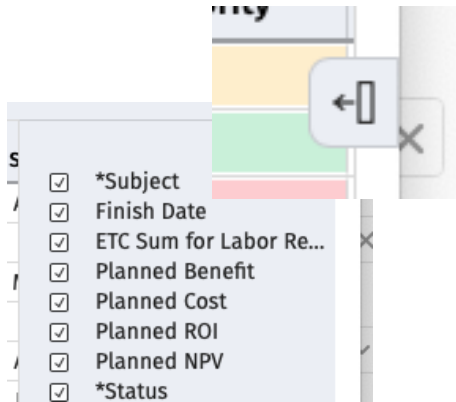 *Subject
Finish Date
ETC Sum for Labor Re...
Planned Benefit
Planned Cost
Planned ROI
Planned NPV
*Status